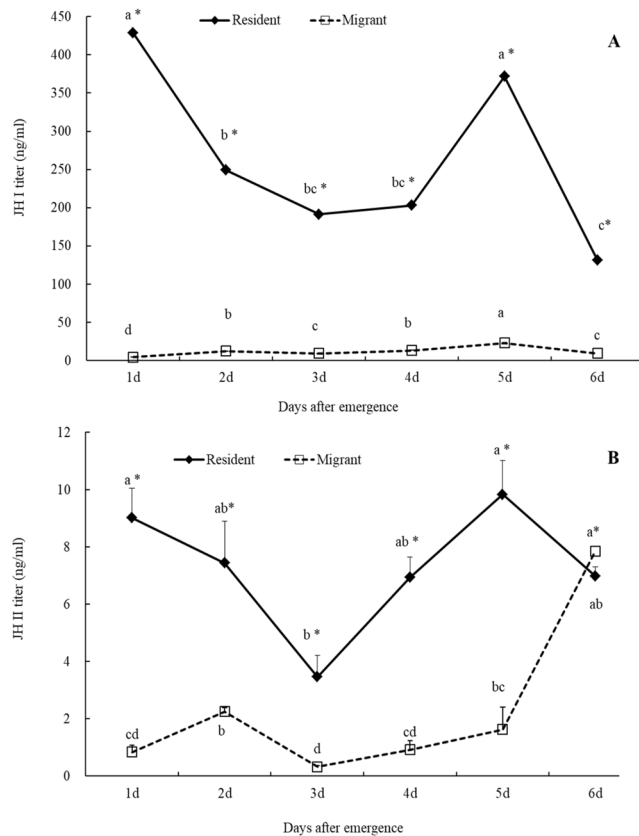 Resident Migrant
A
JH I titer (ng/ml)
450
400
350
300
250
200
150
100
50
0
a *
b *
bc *
bc *
a *
c*
d
b
c
b
a
c
1d 2d 3d 4d 5d 6d
Days after emergence
Resident Migrant
B
JH II titer (ng/ml)
12
10
8
6
4
2
0
a *
ab*
b *
ab *
a *
a*
ab
cd
b
d
cd
bc
1d 2d 3d 4d 5d 6d
Days after emergence